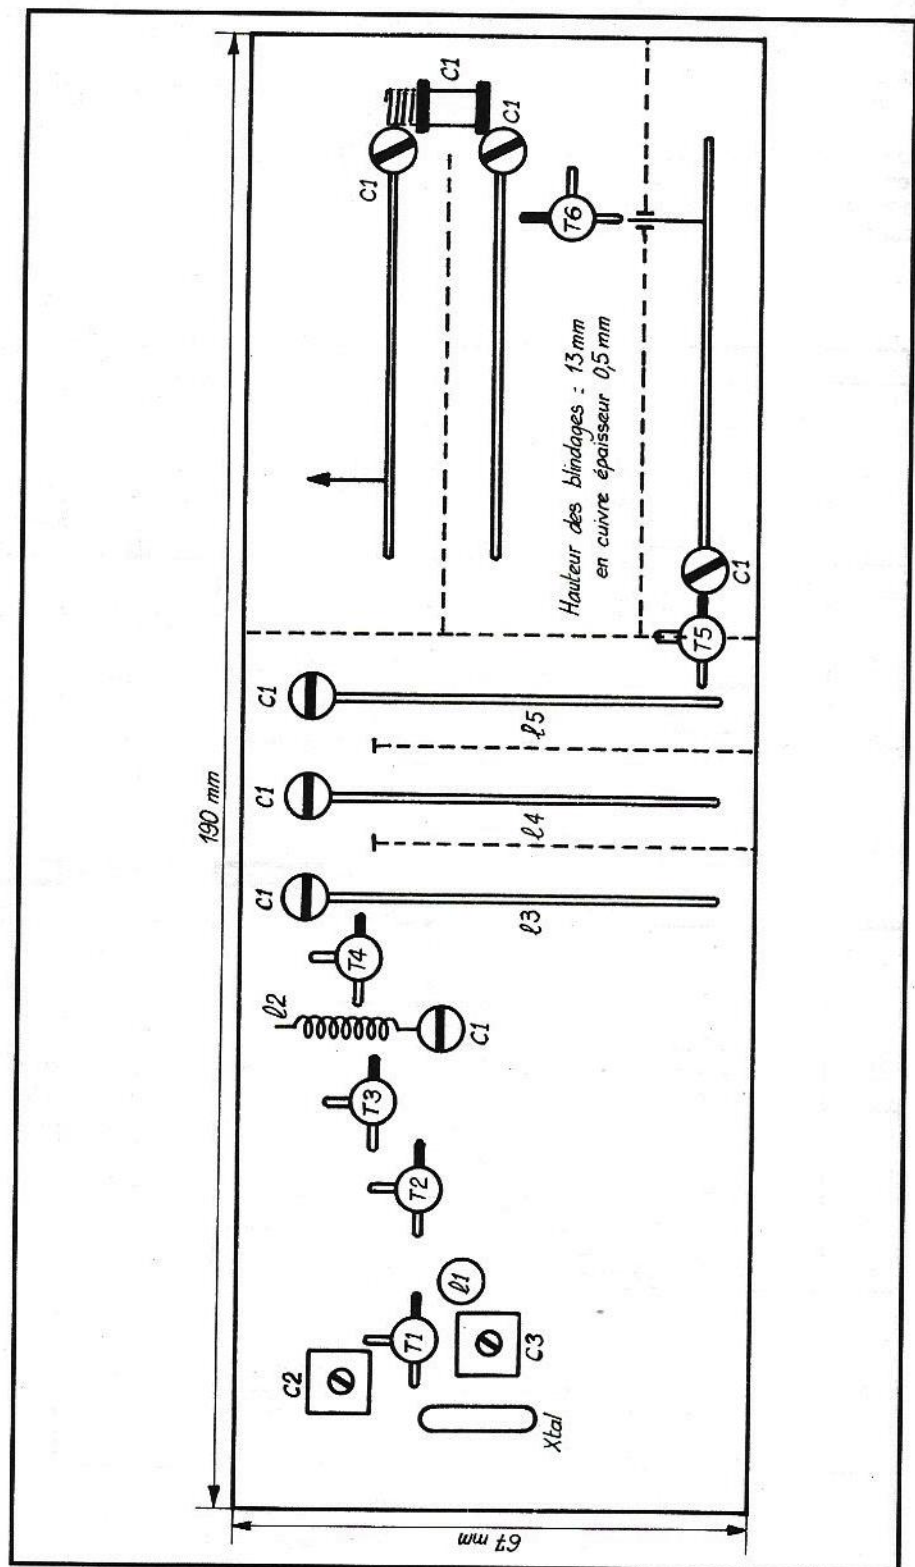 190 mm
67 mm
C2
T1
C3
Xtal
l1
T2
T3
l2
C1
T4
C1
l3
C1
l4
C1
l5
T5
C1
Hauteur des blindages : 13 mm
en cuivre épaisseur 0,5 mm
T6
C1
C1
C1